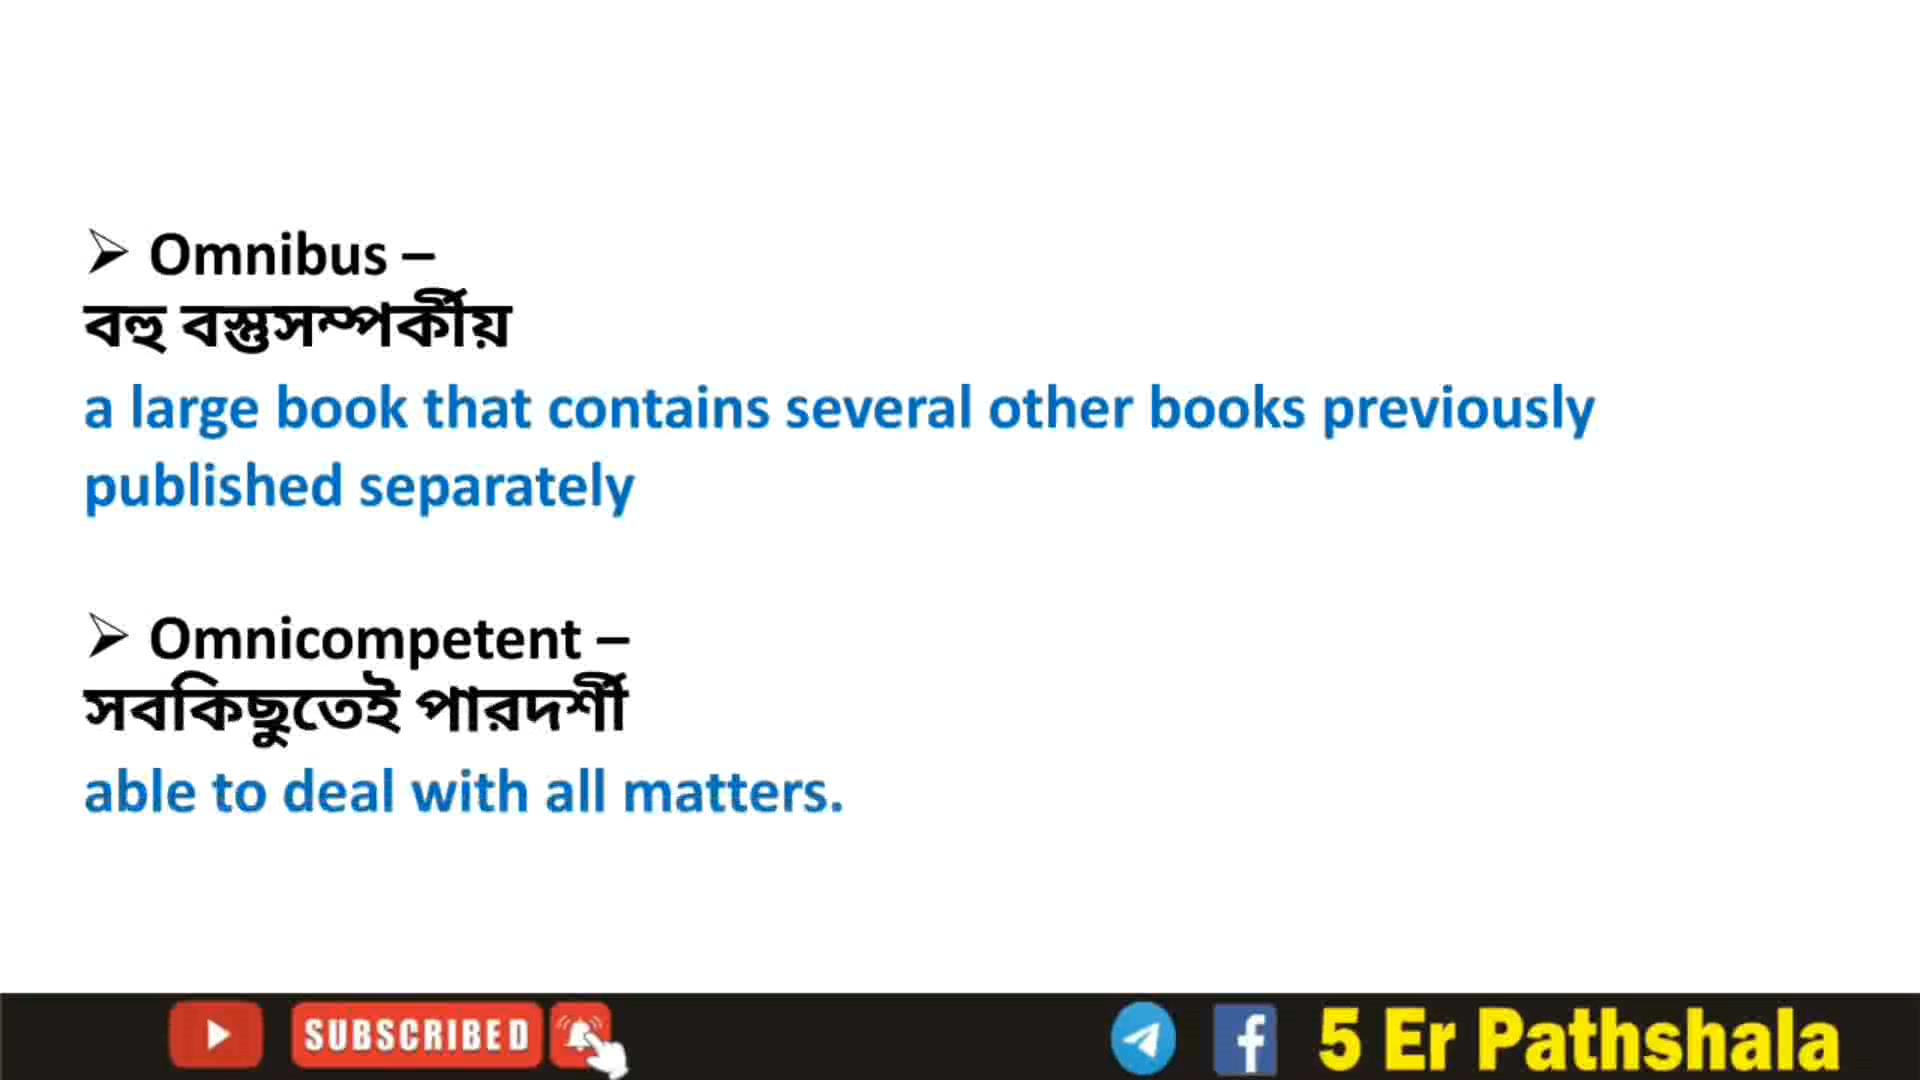 ➢ Omnibus –
বহু বস্তুসম্পর্কীয়
a large book that contains several other books previously
published separately
➢ Omnicompetent –
সবকিছুতেই পারদর্শী
able to deal with all matters.
SUBSCRIBED
5 Er Pathshala